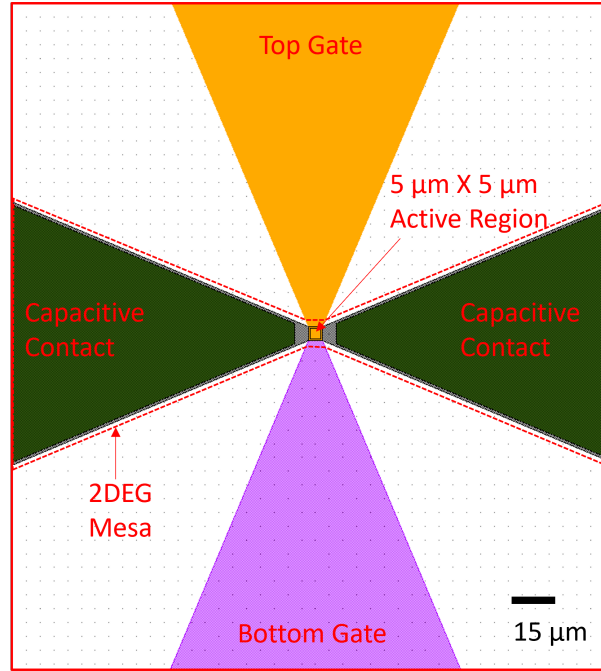 Top Gate
5 μm X 5 μm
Active Region
Capacitive
Contact
Capacitive
Contact
2DEG
Mesa
Bottom Gate
15 μm